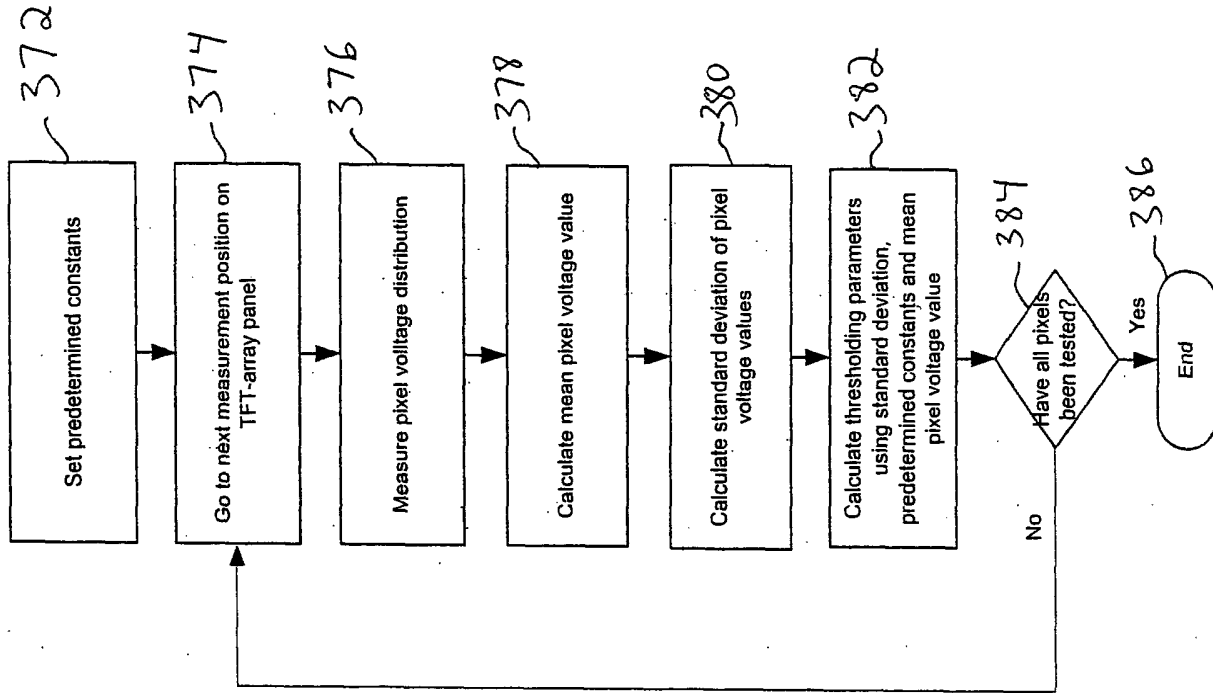 372
Set predetermined constants
374
Go to next measurement position on
TFT-array panel
376
Measure pixel voltage distribution
378
Calculate mean pixel voltage value
380
Calculate standard deviation of pixel
voltage values
382
Calculate thresholding parameters
using standard deviation,
predetermined constants and mean
pixel voltage value
384
Have all pixels
been tested?
No
Yes
386
End